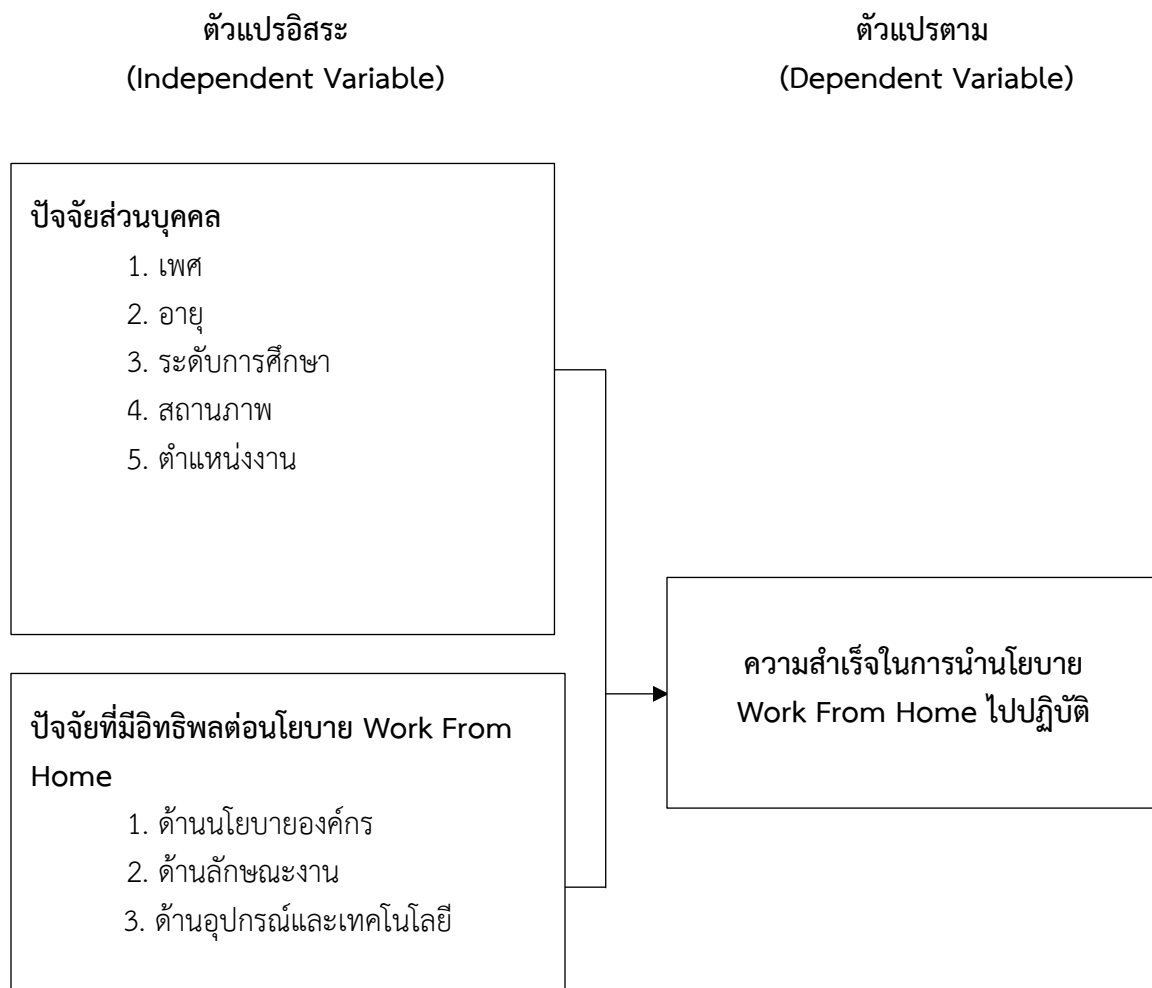 ตัวแปรอิสระ
(Independent Variable)
ตัวแปรตาม
(Dependent Variable)
ปัจจัยส่วนบุคคล
1. เพศ
2. อายุ
3. ระดับการศึกษา
4. สถานภาพ
5. ตำแหน่งงาน
ปัจจัยที่มีอิทธิพลต่อนโยบาย Work From
Home
1. ด้านนโยบายองค์กร
2. ด้านลักษณะงาน
3. ด้านอุปกรณ์และเทคโนโลยี
ความสำเร็จในการนำนโยบาย
Work From Home ไปปฏิบัติ